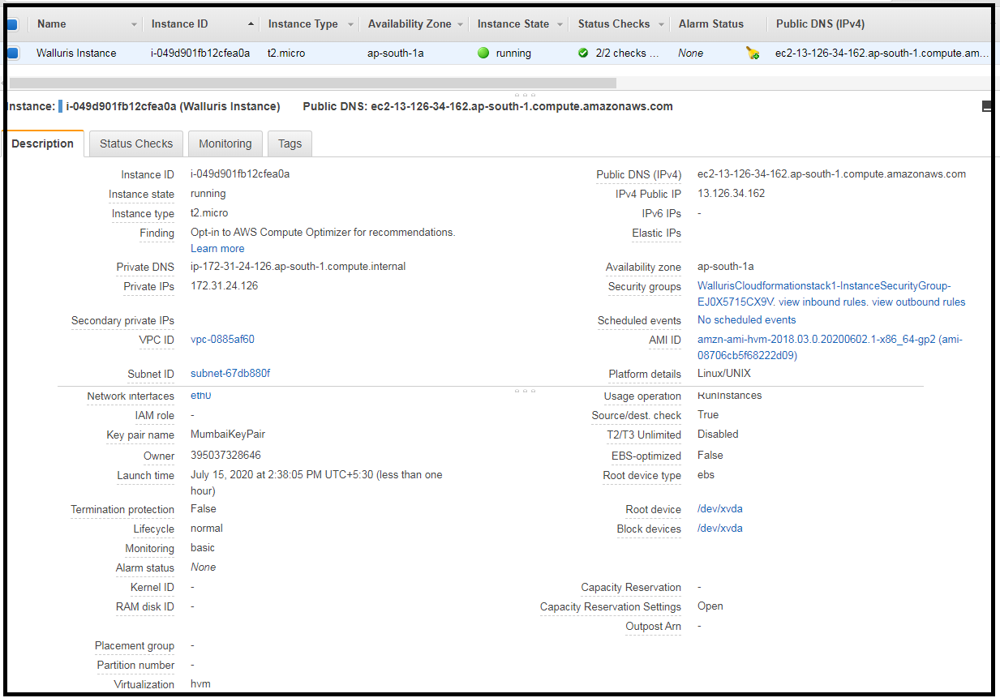 Name Instance ID Instance Type Availability Zone Instance State Status Checks Alarm Status Public DNS (IPv4)
Walluris Instance i-049d901fb12cfea0a t2.micro ap-south-1a running 2/2 checks ... None ec2-13-126-34-162.ap-south-1.compute.am...
Instance: i-049d901fb12cfea0a (Walluris Instance) Public DNS: ec2-13-126-34-162.ap-south-1.compute.amazonaws.com
Description Status Checks Monitoring Tags
Instance ID i-049d901fb12cfea0a Public DNS (IPv4) ec2-13-126-34-162.ap-south-1.compute.amazonaws.com
Instance state running IPv4 Public IP 13.126.34.162
Instance type t2.micro IPv6 IPs -
Finding Opt-in to AWS Compute Optimizer for recommendations. Elastic IPs
Learn more
Private DNS ip-172-31-24-126.ap-south-1.compute.internal Availability zone ap-south-1a
Private IPs 172.31.24.126 Security groups WallurisCloudformationstack1-InstanceSecurityGroup-
EJ0X5715CX9V. view inbound rules. view outbound rules
Secondary private IPs Scheduled events No scheduled events
VPC ID vpc-0885af60 AMI ID amzn-ami-hvm-2018.03.0.20200602.1-x86_64-gp2 (ami-
08706cb5f68222d09)
Subnet ID subnet-67db880f Platform details Linux/UNIX
Network interfaces eth0 Usage operation RunInstances
IAM role - Source/dest. check True
Key pair name MumbaiKeyPair T2/T3 Unlimited Disabled
Owner 395037328646 EBS-optimized False
Launch time July 15, 2020 at 2:38:05 PM UTC+5:30 (less than one Root device type ebs
hour)
Termination protection False Root device /dev/xvda
Lifecycle normal Block devices /dev/xvda
Monitoring basic
Alarm status None
Kernel ID - Capacity Reservation -
RAM disk ID - Capacity Reservation Settings Open
Outpost Arn -
Placement group -
Partition number -
Virtualization hvm